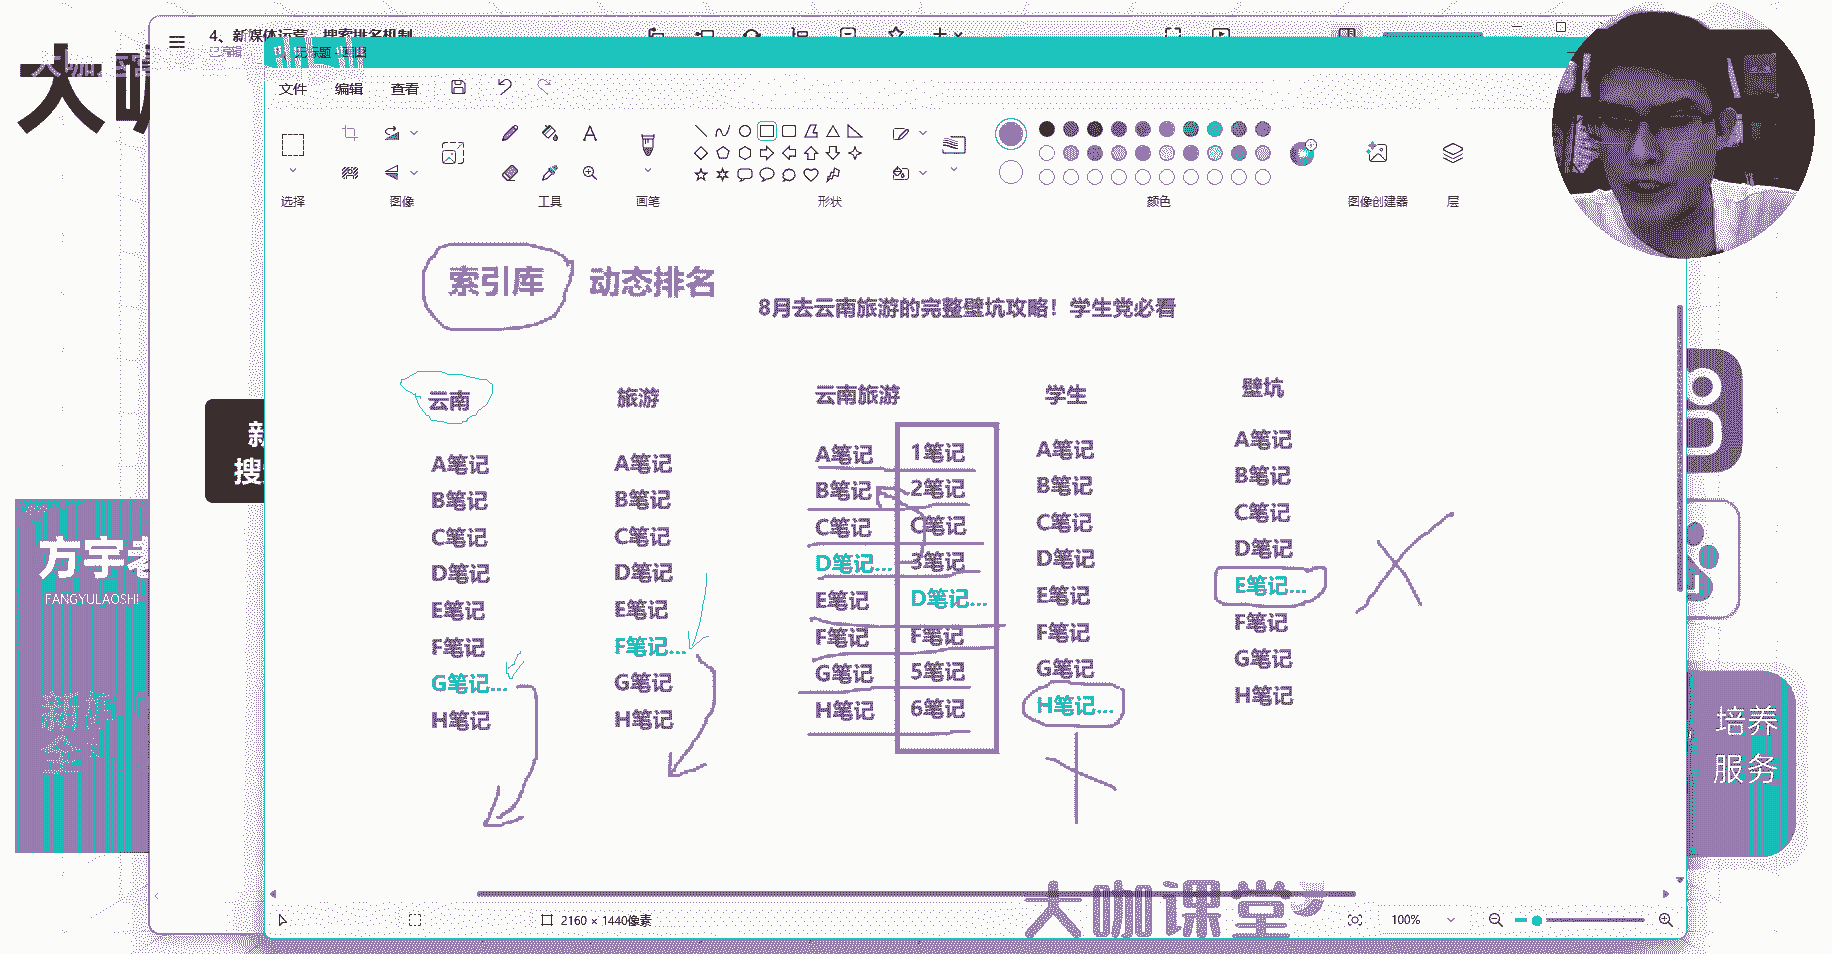 4、新媒体运营—搜索排名机制
已编辑
无标题 - 画图
大咖
文件 编辑 查看
选择 图像 工具 画笔 形状 颜色 图像创建器 层
索引库 动态排名
8月去云南旅游的完整壁坑攻略！学生党必看
云南 旅游 云南旅游 学生 壁坑
A笔记 A笔记 A笔记 1笔记 A笔记 A笔记
B笔记 B笔记 B笔记 2笔记 B笔记 B笔记
C笔记 C笔记 C笔记 C笔记 C笔记 C笔记
D笔记 D笔记 D笔记... 3笔记 D笔记 D笔记
E笔记 E笔记 E笔记 D笔记... E笔记 E笔记...
F笔记 F笔记... F笔记 F笔记 F笔记 F笔记
G笔记... G笔记 G笔记 5笔记 G笔记 G笔记
H笔记 H笔记 H笔记 6笔记 H笔记... H笔记
新
搜
方宇老
FANGYULAOSHI
培养
服务
大咖课堂
2160 × 1440像素
100%